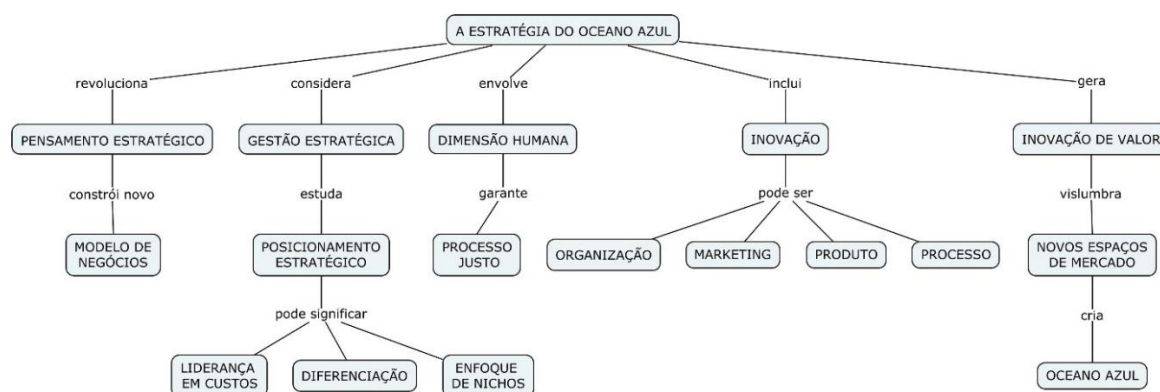 A ESTRATÉGIA DO OCEANO AZUL
revoluciona
considera
envolve
inclui
gera
PENSAMENTO ESTRATÉGICO
GESTÃO ESTRATÉGICA
DIMENSÃO HUMANA
INOVAÇÃO
INOVAÇÃO DE VALOR
constrói novo
estuda
garante
pode ser
vislumbra
MODELO DE
NEGÓCIOS
POSICIONAMENTO
ESTRATÉGICO
PROCESSO
JUSTO
ORGANIZAÇÃO
MARKETING
PRODUTO
PROCESSO
NOVOS ESPAÇOS
DE MERCADO
pode significar
cria
LIDERANÇA
EM CUSTOS
DIFERENCIAÇÃO
ENFOQUE
DE NICHOS
OCEANO AZUL